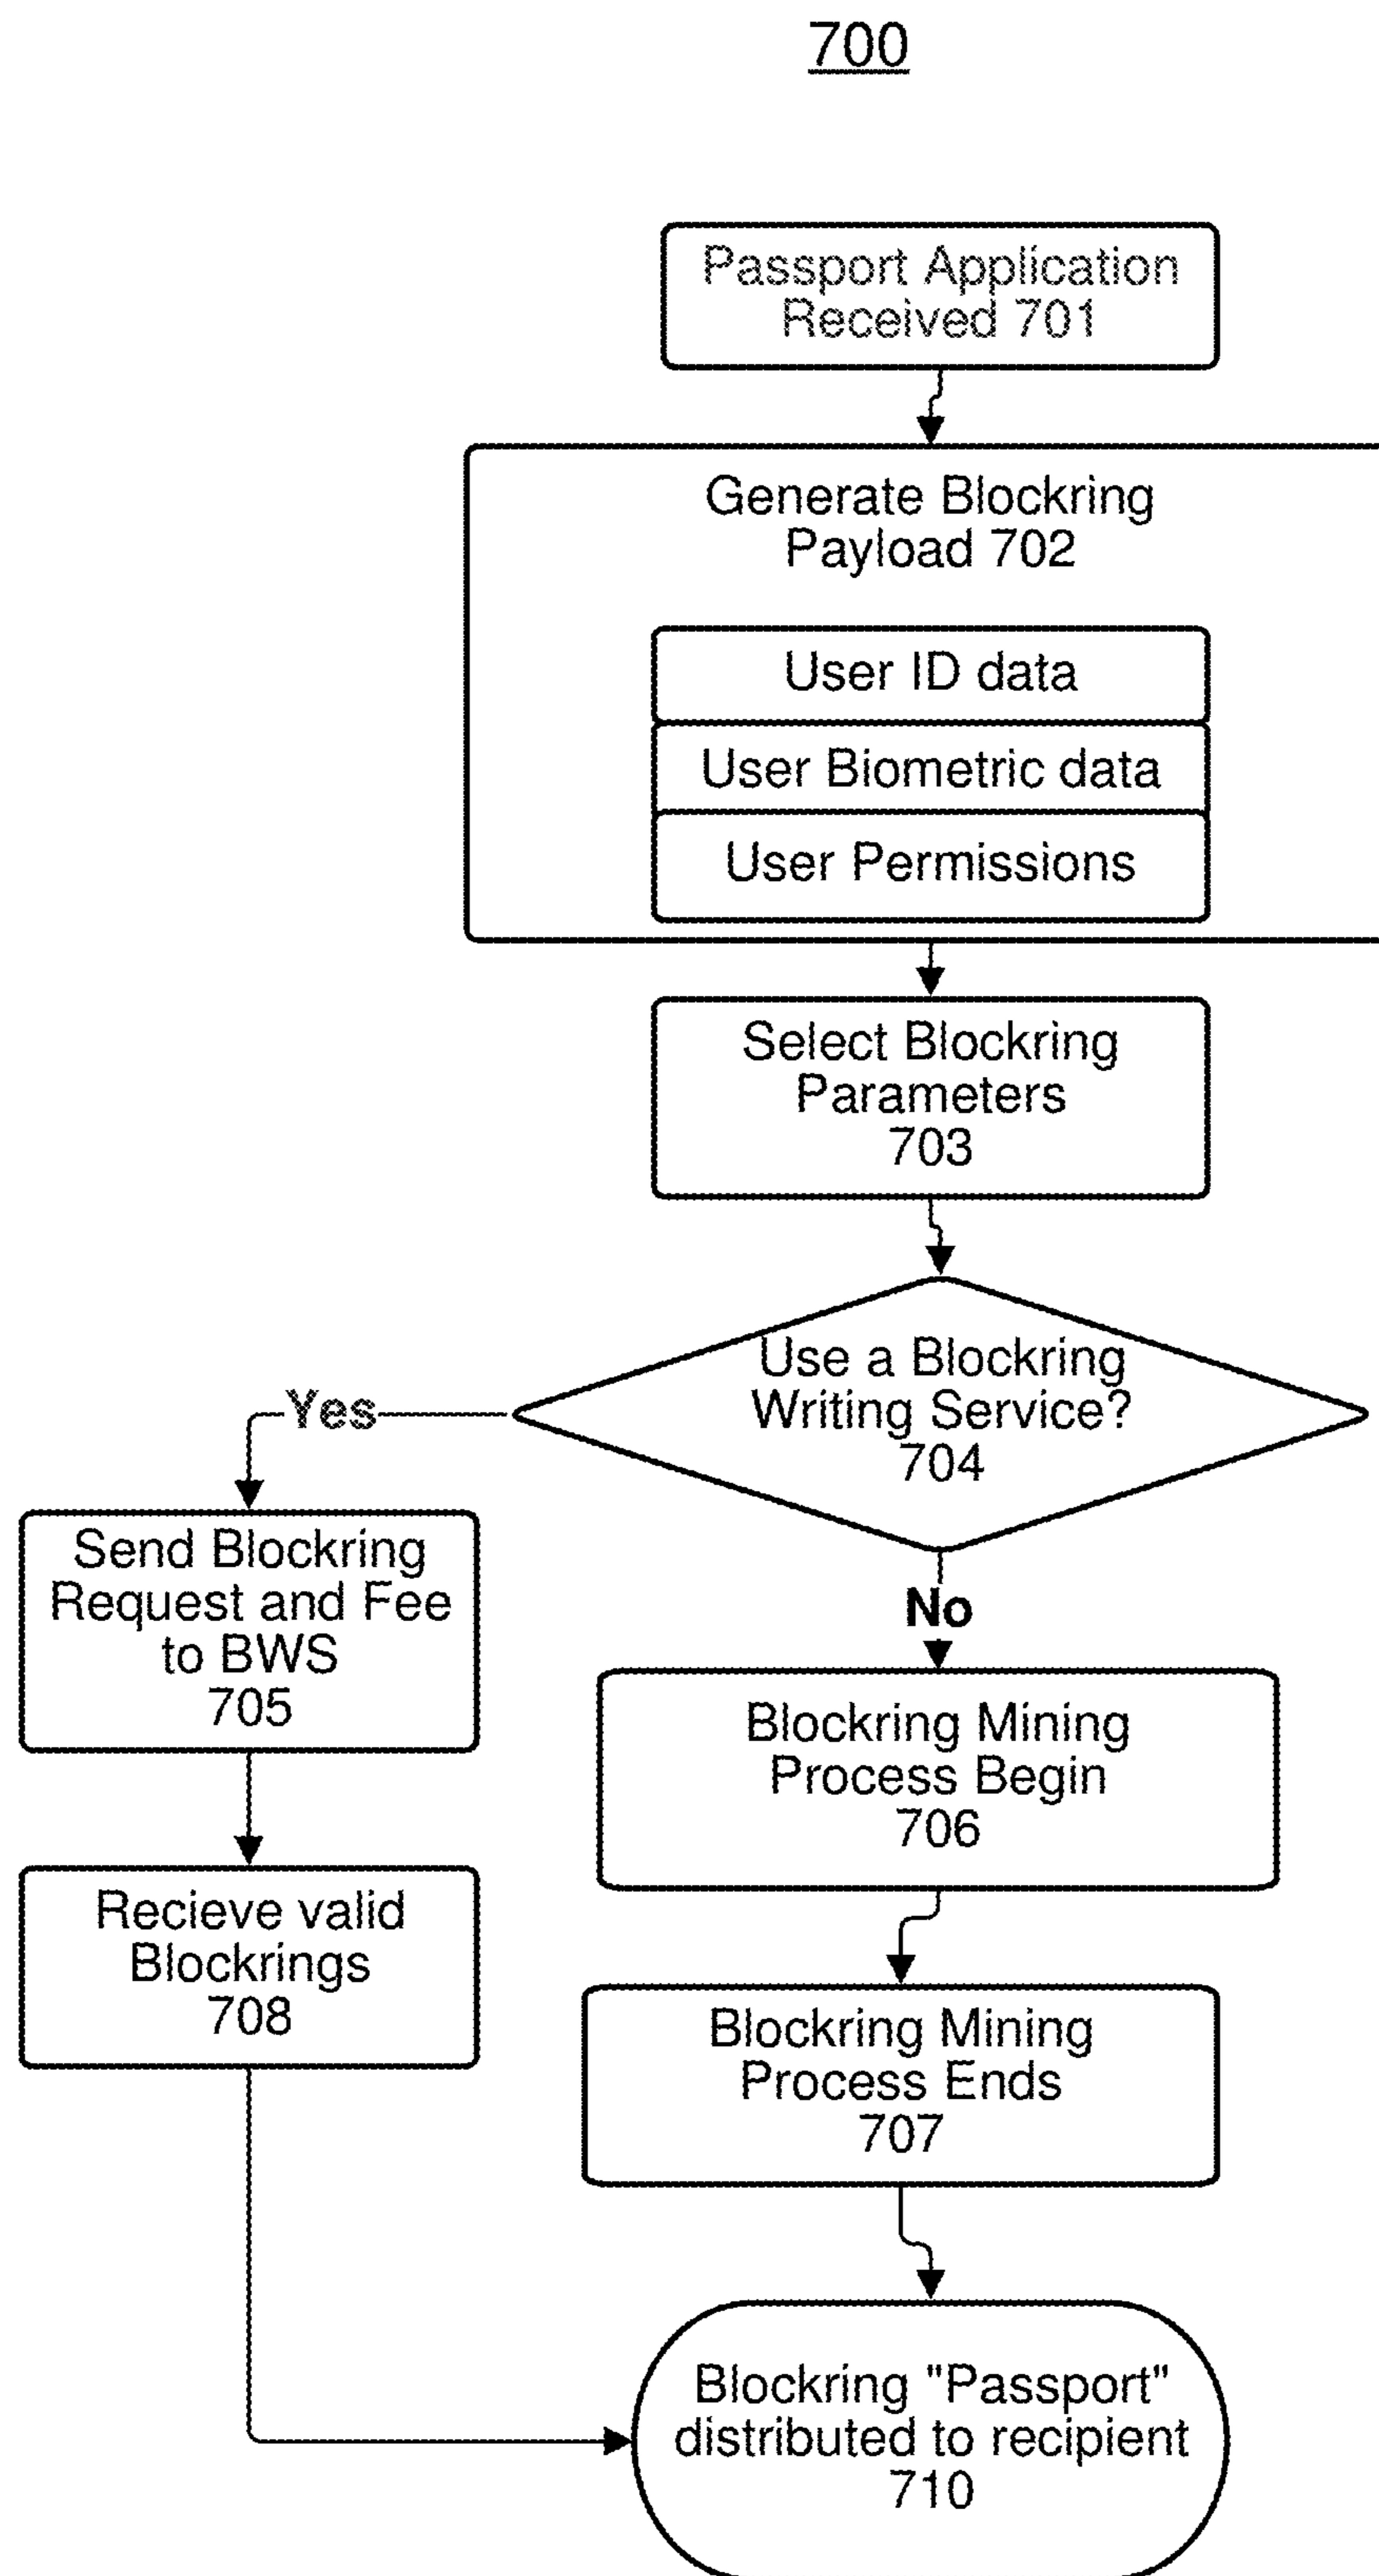 700
Passport Application
Received 701
Generate Blockring
Payload 702
User ID data
User Biometric data
User Permissions
Select Blockring
Parameters
703
Use a Blockring
Writing Service?
704
Yes
No
Send Blockring
Request and Fee
to BWS
705
Blockring Mining
Process Begin
706
Recieve valid
Blockrings
708
Blockring Mining
Process Ends
707
Blockring "Passport"
distributed to recipient
710